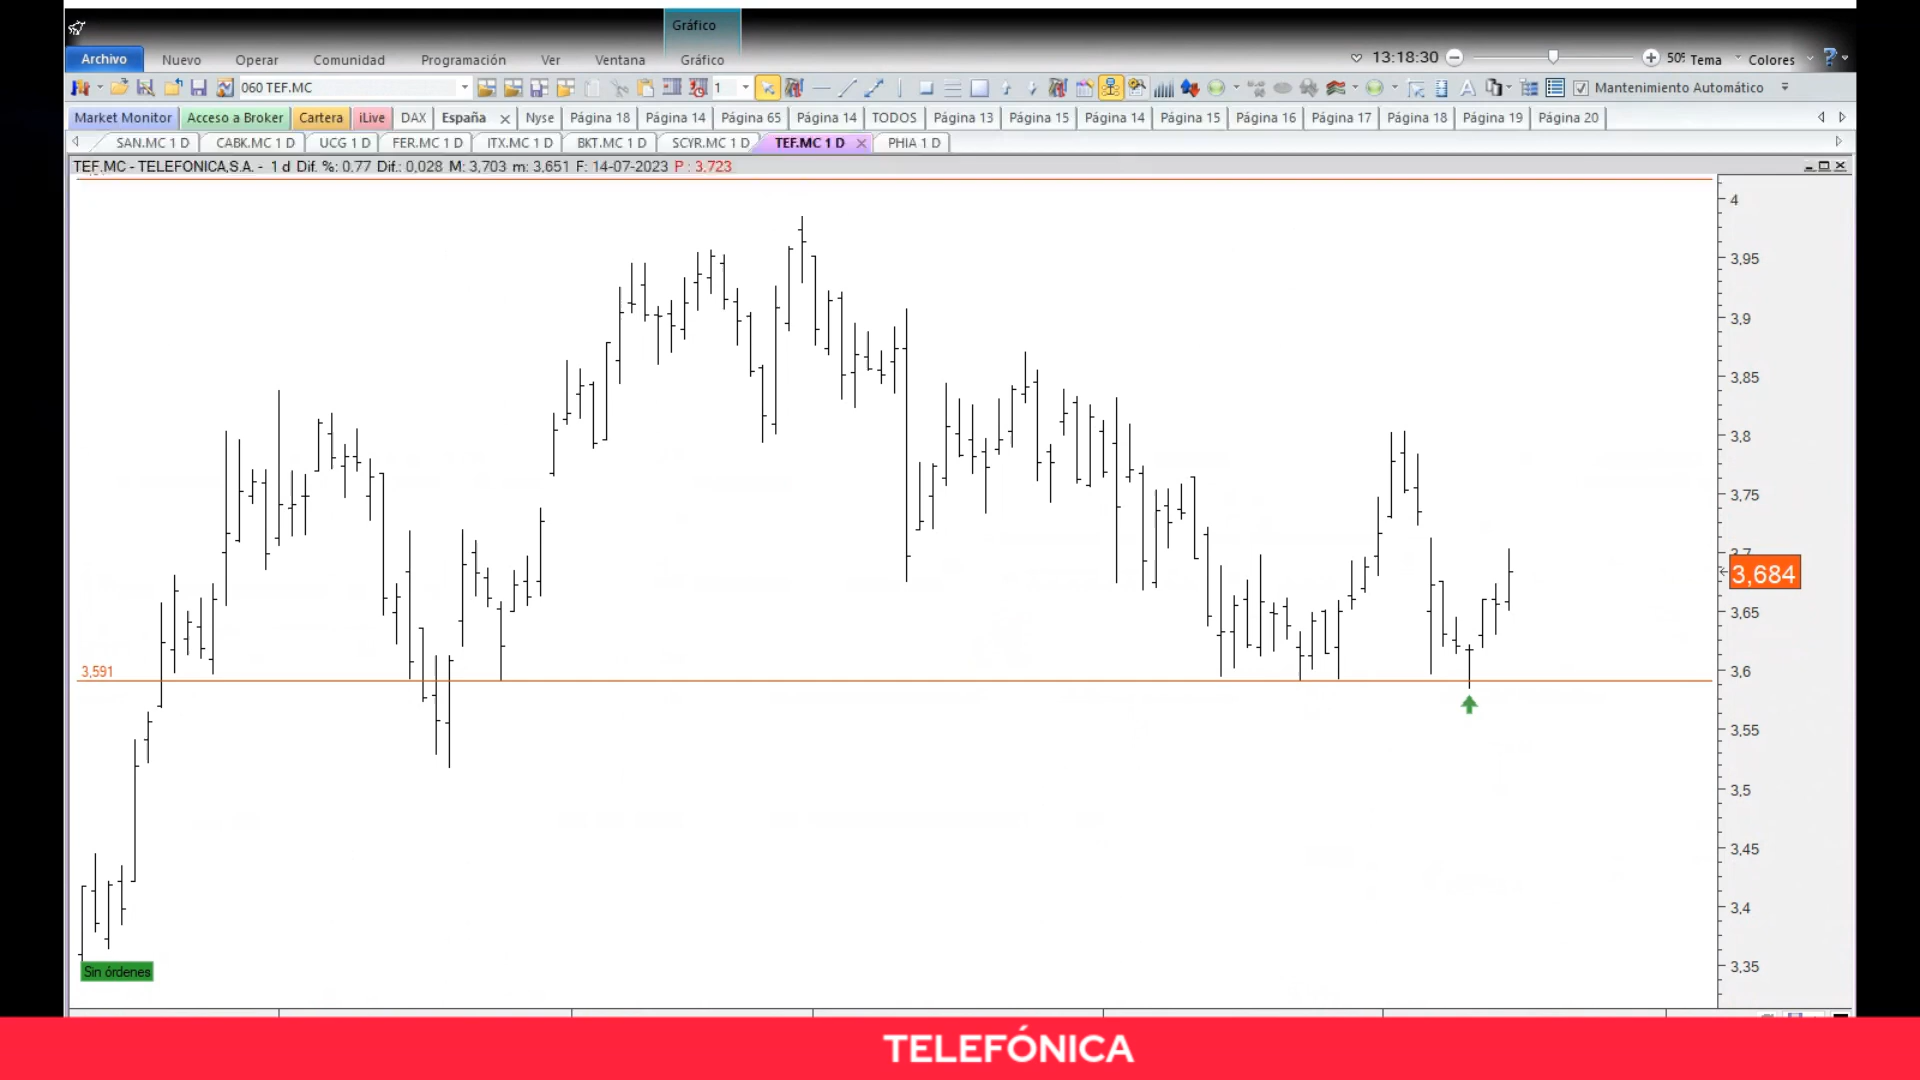 Gráfico
Archivo Nuevo Operar Comunidad Programación Ver Ventana Gráfico 13:18:30 Tema Colores
060 TEF.MC 1 Mantenimiento Automático
Market Monitor Acceso a Broker Cartera iLive DAX España Nyse Página 18 Página 14 Página 65 Página 14 TODOS Página 13 Página 15 Página 14 Página 15 Página 16 Página 17 Página 18 Página 19 Página 20
SAN.MC 1 D CABK.MC 1 D UCG 1 D FER.MC 1 D ITX.MC 1 D BKT.MC 1 D SCYR.MC 1 D TEF.MC 1 D PHIA 1 D
TEF.MC - TELEFONICA,S.A. - 1 d Dif. %: 0,77 Dif.: 0,028 M: 3,703 m: 3,651 F: 14-07-2023 P : 3,723
4
3,95
3,9
3,85
3,8
3,75
3,7
3,684
3,65
3,591
3,6
3,55
3,5
3,45
3,4
3,35
Sin órdenes
TELEFÓNICA